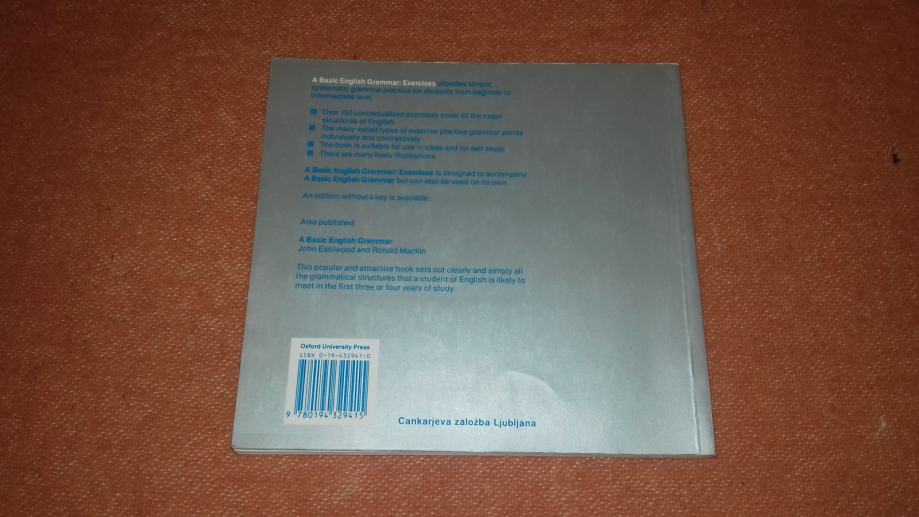 A Basic English Grammar: Exercises provides simple,
systematic grammar practice for students from beginner to
intermediate level.
Over 100 contextualized exercises cover all the major
structures of English.
The many varied types of exercise practise grammar points
individually and contrastively.
The book is suitable for use in class and for self study.
There are many lively illustrations.
A Basic English Grammar: Exercises is designed to accompany
A Basic English Grammar but can also be used on its own.
An edition without a key is available.
Also published
A Basic English Grammar
John Eastwood and Ronald Mackin
This popular and attractive book sets out clearly and simply all
the grammatical structures that a student of English is likely to
meet in the first three or four years of study.
Oxford University Press
ISBN 0-19-432941-0
9 780194 329415
Cankarjeva založba Ljubljana